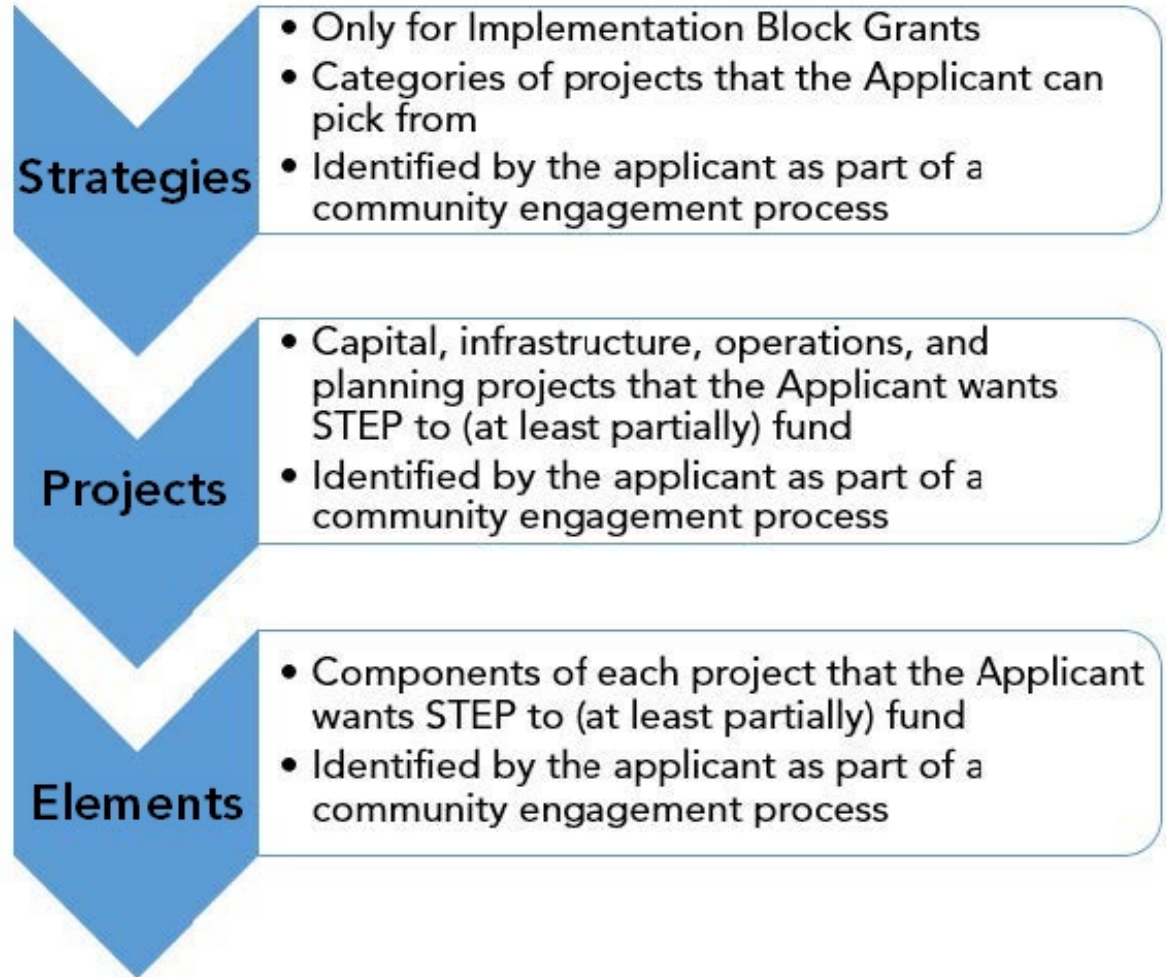 Strategies
• Only for Implementation Block Grants
• Categories of projects that the Applicant can
pick from
• Identified by the applicant as part of a
community engagement process
Projects
• Capital, infrastructure, operations, and
planning projects that the Applicant wants
STEP to (at least partially) fund
• Identified by the applicant as part of a
community engagement process
Elements
• Components of each project that the Applicant
wants STEP to (at least partially) fund
• Identified by the applicant as part of a
community engagement process